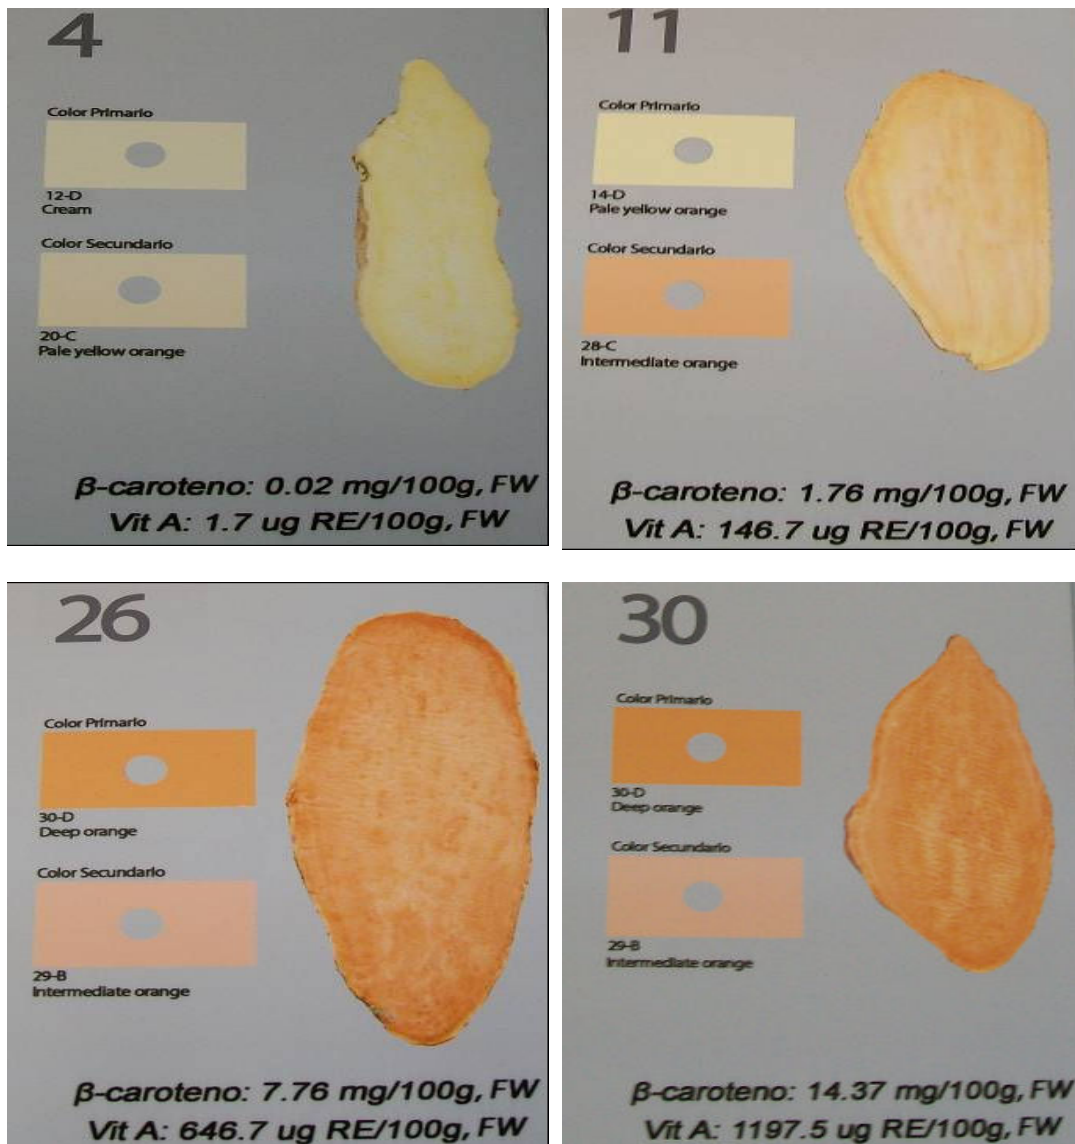 4
Color Primario
12-D
Cream
Color Secundario
20-C
Pale yellow orange
β-caroteno: 0.02 mg/100g, FW
Vit A: 1.7 ug RE/100g, FW
11
Color Primario
14-D
Pale yellow orange
Color Secundario
28-C
Intermediate orange
β-caroteno: 1.76 mg/100g, FW
Vit A: 146.7 ug RE/100g, FW
26
Color Primario
30-D
Deep orange
Color Secundario
29-B
Intermediate orange
β-caroteno: 7.76 mg/100g, FW
Vit A: 646.7 ug RE/100g, FW
30
Color Primario
30-D
Deep orange
Color Secundario
29-B
Intermediate orange
β-caroteno: 14.37 mg/100g, FW
Vit A: 1197.5 ug RE/100g, FW